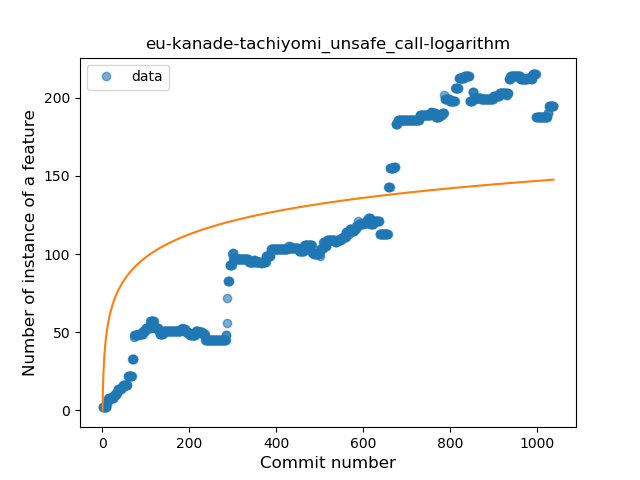 eu-kanade-tachiyomi_unsafe_call-logarithm
data
Number of instance of a feature
200
150
100
50
0
0 200 400 600 800 1000
Commit number